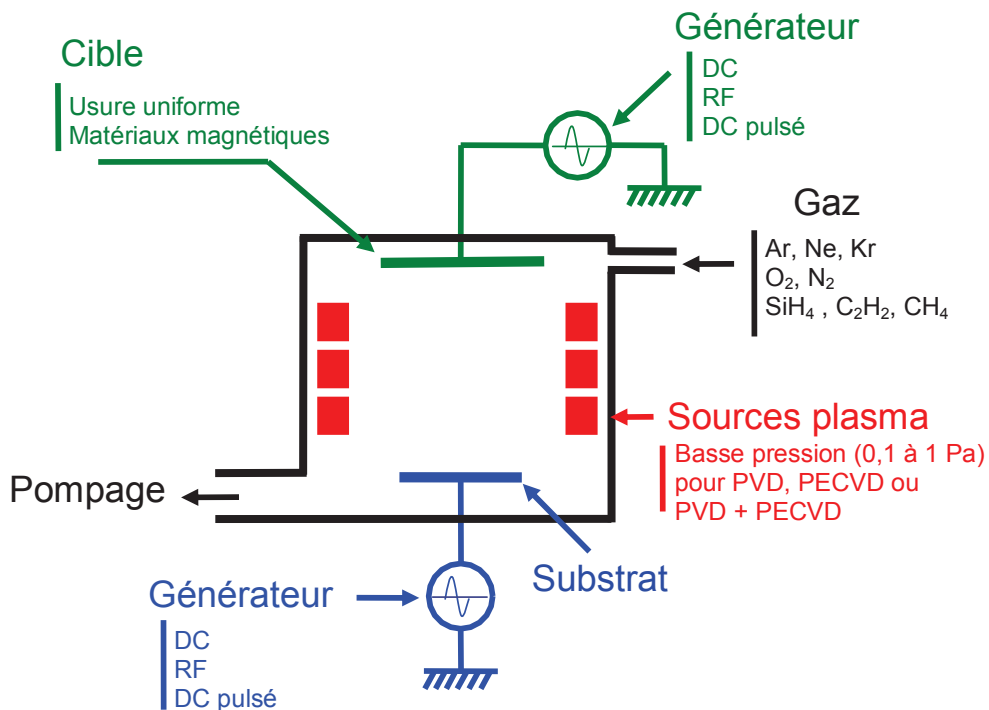 Générateur
DC
RF
DC pulsé
Cible
Usure uniforme
Matériaux magnétiques
Gaz
Ar, Ne, Kr
O₂, N₂
SiH₄ , C₂H₂, CH₄
Sources plasma
Basse pression (0,1 à 1 Pa)
pour PVD, PECVD ou
PVD + PECVD
Pompage
Substrat
Générateur
DC
RF
DC pulsé